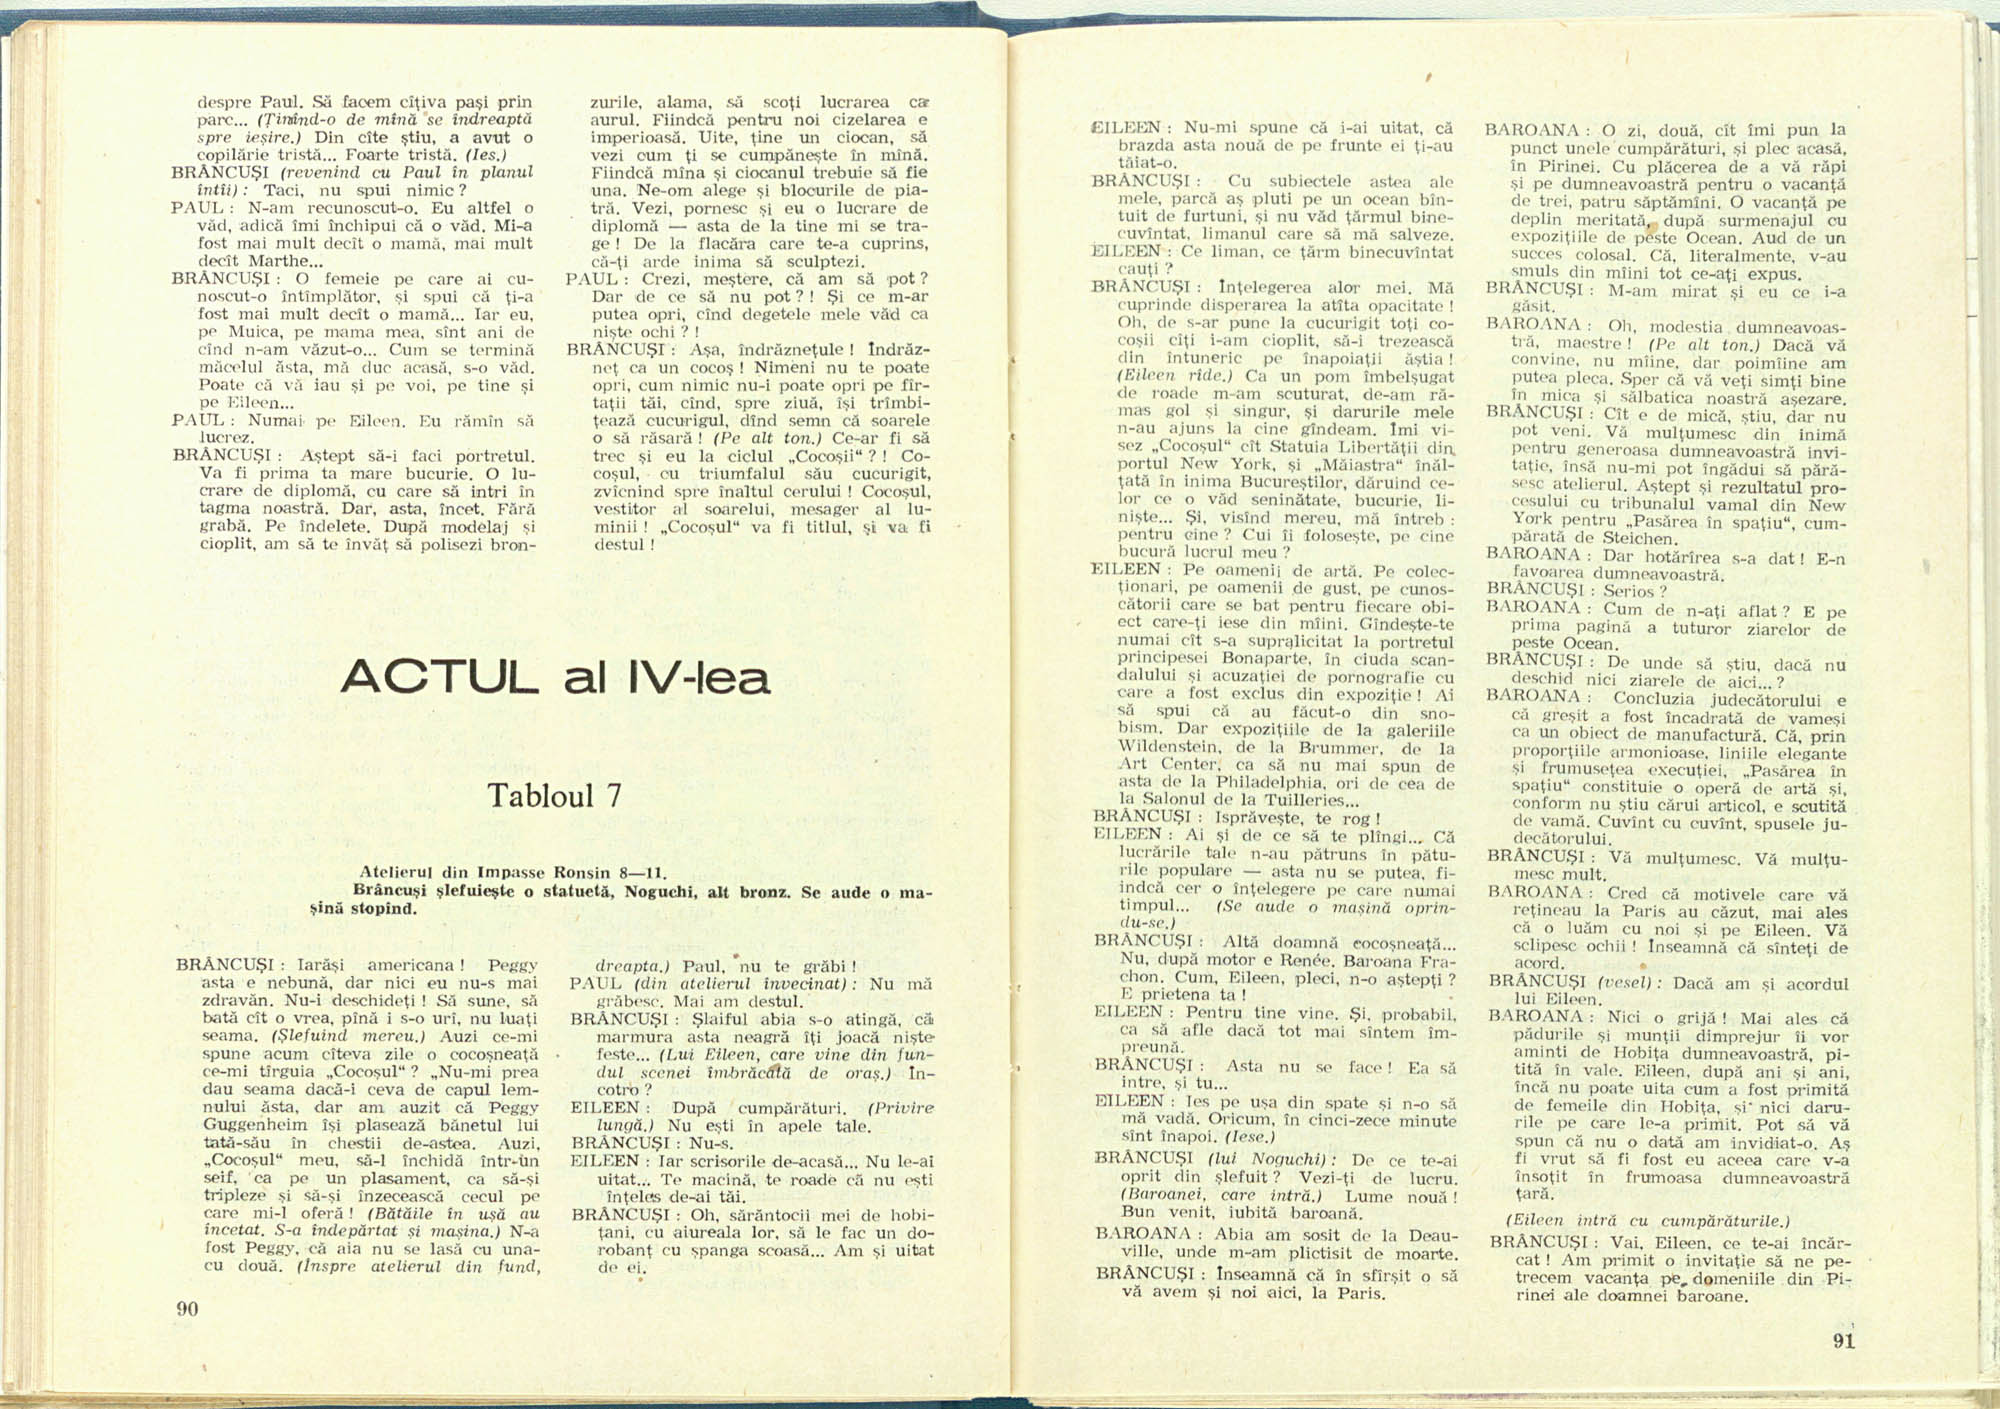 despre Paul. Să facem cîțiva pași prin
parc... (Ținînd-o de mînă se îndreaptă
spre ieșire.) Din cîte știu, a avut o
copilărie tristă... Foarte tristă. (Ies.)
BRÂNCUȘI (revenind cu Paul în planul
întîi) : Taci, nu spui nimic ?
PAUL : N-am recunoscut-o. Eu altfel o
văd, adică îmi închipui că o văd. Mi-a
fost mai mult decît o mamă, mai mult
decît Marthe...
BRÂNCUȘI : O femeie pe care ai cu-
noscut-o întîmplător, și spui că ți-a
fost mai mult decît o mamă... Iar eu,
pe Muica, pe mama mea, sînt ani de
cînd n-am văzut-o... Cum se termină
măcelul ăsta, mă duc acasă, s-o văd.
Poate că vă iau și pe voi, pe tine și
pe Eileen...
PAUL : Numai pe Eileen. Eu rămîn să
lucrez.
BRÂNCUȘI : Aștept să-i faci portretul.
Va fi prima ta mare bucurie. O lu-
crare de diplomă, cu care să intri în
tagma noastră. Dar, asta, încet. Fără
grabă. Pe îndelete. După modelaj și
cioplit, am să te învăț să polisezi bron-
zurile, alama, să scoți lucrarea ca
aurul. Fiindcă pentru noi cizelarea e
imperioasă. Uite, ține un ciocan, să
vezi cum ți se cumpănește în mînă.
Fiindcă mîna și ciocanul trebuie să fie
una. Ne-om alege și blocurile de pia-
tră. Vezi, pornesc și eu o lucrare de
diplomă — asta de la tine mi se tra-
ge ! De la flacăra care te-a cuprins,
că-ți arde inima să sculptezi.
PAUL : Crezi, meștere, că am să pot ?
Dar de ce să nu pot ? ! Și ce m-ar
putea opri, cînd degetele mele văd ca
niște ochi ? !
BRÂNCUȘI : Așa, îndrăznețule ! Îndrăz-
neț ca un cocoș ! Nimeni nu te poate
opri, cum nimic nu-i poate opri pe fîr-
tații tăi, cînd, spre ziuă, își trîmbi-
țează cucurigul, dînd semn că soarele
o să răsară ! (Pe alt ton.) Ce-ar fi să
trec și eu la ciclul „Cocoșii“ ? ! Co-
coșul, cu triumfalul său cucurigit,
zvîcnind spre înaltul cerului ! Cocoșul,
vestitor al soarelui, mesager al lu-
minii ! „Cocoșul“ va fi titlul, și va fi
destul !
ACTUL al IV-lea
Tabloul 7
Atelierul din Impasse Ronsin 8—11.
Brâncuși șlefuiește o statuetă, Noguchi, alt bronz. Se aude o ma-
șină stopînd.
BRÂNCUȘI : Iarăși americana ! Peggy
asta e nebună, dar nici eu nu-s mai
zdravăn. Nu-i deschideți ! Să sune, să
bată cît o vrea, pînă i s-o urî, nu luați
seama. (Șlefuind mereu.) Auzi ce-mi
spune acum cîteva zile o cocoșneață
ce-mi tîrguia „Cocoșul“ ? „Nu-mi prea
dau seama dacă-i ceva de capul lem-
nului ăsta, dar am auzit că Peggy
Guggenheim își plasează bănetul lui
tată-său în chestii de-astea. Auzi,
„Cocoșul“ meu, să-l închidă într-un
seif, ca pe un plasament, ca să-și
tripleze și să-și înzecească cecul pe
care mi-l oferă ! (Bătăile în ușă au
încetat. S-a îndepărtat și mașina.) N-a
fost Peggy, că aia nu se lasă cu una-
cu două. (Înspre atelierul din fund,
dreapta.) Paul, nu te grăbi !
PAUL (din atelierul învecinat) : Nu mă
grăbesc. Mai am destul.
BRÂNCUȘI : Șlaiful abia s-o atingă, că
marmura asta neagră îți joacă niște
feste... (Lui Eileen, care vine din fun-
dul scenei îmbrăcată de oraș.) În-
cotro ?
EILEEN : După cumpărături. (Privire
lungă.) Nu ești în apele tale.
BRÂNCUȘI : Nu-s.
EILEEN : Iar scrisorile de-acasă... Nu le-ai
uitat... Te macină, te roade că nu ești
înțeles de-ai tăi.
BRÂNCUȘI : Oh, sărăntocii mei de hobi-
țani, cu aiureala lor, să le fac un do-
robanț cu șpanga scoasă... Am și uitat
de ei.
90
EILEEN : Nu-mi spune că i-ai uitat, că
brazda asta nouă de pe frunte ei ți-au
tăiat-o.
BRÂNCUȘI : Cu subiectele astea ale
mele, parcă aș pluti pe un ocean bîn-
tuit de furtuni, și nu văd țărmul bine-
cuvîntat, limanul care să mă salveze.
EILEEN : Ce liman, ce țărm binecuvîntat
cauți ?
BRÂNCUȘI : Înțelegerea alor mei. Mă
cuprinde disperarea la atîta opacitate !
Oh, de s-ar pune la cucurigit toți co-
coșii cîți i-am cioplit, să-i trezească
din întuneric pe înapoiații ăștia !
(Eileen rîde.) Ca un pom îmbelșugat
de roade m-am scuturat, de-am ră-
mas gol și singur, și darurile mele
n-au ajuns la cine gîndeam. Îmi vi-
sez „Cocoșul“ cît Statuia Libertății din
portul New York, și „Măiastra“ înăl-
țată în inima Bucureștilor, dăruind ce-
lor ce o văd seninătate, bucurie, li-
niște... Și, visînd mereu, mă întreb :
pentru cine ? Cui îi folosește, pe cine
bucură lucrul meu ?
EILEEN : Pe oamenii de artă. Pe colec-
ționari, pe oamenii de gust, pe cunos-
cătorii care se bat pentru fiecare obi-
ect care-ți iese din mîini. Gîndește-te
numai cît s-a supralicitat la portretul
principesei Bonaparte, în ciuda scan-
dalului și acuzației de pornografie cu
care a fost exclus din expoziție ! Ai
să spui că au făcut-o din sno-
bism. Dar expozițiile de la galeriile
Wildenstein, de la Brummer, de la
Art Center, ca să nu mai spun de
asta de la Philadelphia, ori de cea de
la Salonul de la Tuilleries...
BRÂNCUȘI : Isprăvește, te rog !
EILEEN : Ai și de ce să te plîngi... Că
lucrările tale n-au pătruns în pătu-
rile populare — asta nu se putea, fi-
indcă cer o înțelegere pe care numai
timpul... (Se aude o mașină oprin-
du-se.)
BRÂNCUȘI : Altă doamnă cocoșneață...
Nu, după motor e Renée. Baroana Fra-
chon. Cum, Eileen, pleci, n-o aștepți ?
E prietena ta !
EILEEN : Pentru tine vine. Și, probabil,
ca să afle dacă tot mai sîntem îm-
preună.
BRÂNCUȘI : Asta nu se face ! Ea să
intre, și tu...
EILEEN : Ies pe ușa din spate și n-o să
mă vadă. Oricum, în cinci-zece minute
sînt înapoi. (Iese.)
BRÂNCUȘI (lui Noguchi) : De ce te-ai
oprit din șlefuit ? Vezi-ți de lucru.
(Baroanei, care intră.) Lume nouă !
Bun venit, iubită baroană.
BAROANA : Abia am sosit de la Deau-
ville, unde m-am plictisit de moarte.
BRÂNCUȘI : Înseamnă că în sfîrșit o să
vă avem și noi aici, la Paris.
BAROANA : O zi, două, cît îmi pun la
punct unele cumpărături, și plec acasă,
în Pirinei. Cu plăcerea de a vă răpi
și pe dumneavoastră pentru o vacanță
de trei, patru săptămîni. O vacanță pe
deplin meritată, după surmenajul cu
expozițiile de peste Ocean. Aud de un
succes colosal. Că, literalmente, v-au
smuls din mîini tot ce-ați expus.
BRÂNCUȘI : M-am mirat și eu ce i-a
găsit.
BAROANA : Oh, modestia dumneavoas-
tră, maestre ! (Pe alt ton.) Dacă vă
convine, nu mîine, dar poimîine am
putea pleca. Sper că vă veți simți bine
în mica și sălbatica noastră așezare.
BRÂNCUȘI : Cît e de mică, știu, dar nu
pot veni. Vă mulțumesc din inimă
pentru generoasa dumneavoastră invi-
tație, însă nu-mi pot îngădui să pără-
sesc atelierul. Aștept și rezultatul pro-
cesului cu tribunalul vamal din New
York pentru „Pasărea în spațiu“, cum-
părată de Steichen.
BAROANA : Dar hotărîrea s-a dat ! E-n
favoarea dumneavoastră.
BRÂNCUȘI : Serios ?
BAROANA : Cum de n-ați aflat ? E pe
prima pagină a tuturor ziarelor de
peste Ocean.
BRÂNCUȘI : De unde să știu, dacă nu
deschid nici ziarele de aici... ?
BAROANA : Concluzia judecătorului e
că greșit a fost încadrată de vameși
ca un obiect de manufactură. Că, prin
proporțiile armonioase, liniile elegante
și frumusețea execuției, „Pasărea în
spațiu“ constituie o operă de artă și,
conform nu știu cărui articol, e scutită
de vamă. Cuvînt cu cuvînt, spusele ju-
decătorului.
BRÂNCUȘI : Vă mulțumesc. Vă mulțu-
mesc mult.
BAROANA : Cred că motivele care vă
rețineau la Paris au căzut, mai ales
că o luăm cu noi și pe Eileen. Vă
sclipesc ochii ! Înseamnă că sînteți de
acord.
BRÂNCUȘI (vesel) : Dacă am și acordul
lui Eileen.
BAROANA : Nici o grijă ! Mai ales că
pădurile și munții dimprejur îi vor
aminti de Hobița dumneavoastră, pi-
tită în vale. Eileen, după ani și ani,
încă nu poate uita cum a fost primită
de femeile din Hobița, și nici daru-
rile pe care le-a primit. Pot să vă
spun că nu o dată am invidiat-o. Aș
fi vrut să fi fost eu aceea care v-a
însoțit în frumoasa dumneavoastră
țară.
(Eileen intră cu cumpărăturile.)
BRÂNCUȘI : Vai, Eileen, ce te-ai încăr-
cat ! Am primit o invitație să ne pe-
trecem vacanța pe domeniile din Pi-
rinei ale doamnei baroane.
91